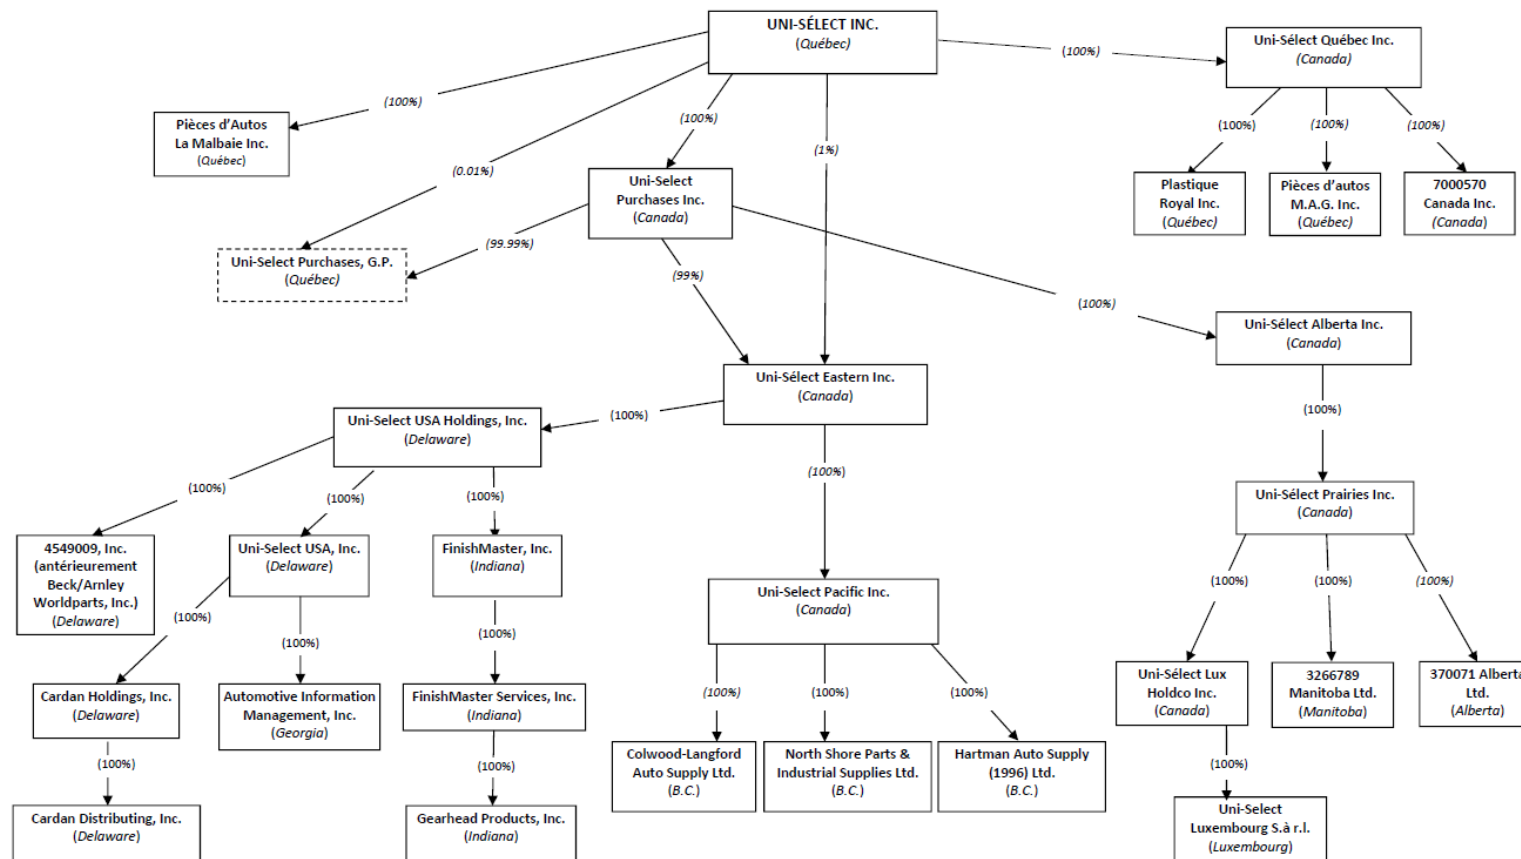 UNI-SÉLECT INC.
(Québec)
(100%)
Uni-Sélect Québec Inc.
(Canada)
(100%)
Pièces d'Autos
La Malbaie Inc.
(Québec)
(0.01%)
(100%)
(1%)
(100%)
(100%)
(100%)
Uni-Select
Purchases Inc.
(Canada)
Plastique
Royal Inc.
(Québec)
Pièces d'autos
M.A.G. Inc.
(Québec)
7000570
Canada Inc.
(Canada)
(99.99%)
Uni-Select Purchases, G.P.
(Québec)
(99%)
(100%)
Uni-Sélect Alberta Inc.
(Canada)
Uni-Sélect Eastern Inc.
(Canada)
(100%)
Uni-Select USA Holdings, Inc.
(Delaware)
(100%)
(100%)
(100%)
(100%)
(100%)
Uni-Sélect Prairies Inc.
(Canada)
4549009, Inc.
(antérieurement
Beck/Arnley
Worldparts, Inc.)
(Delaware)
Uni-Select USA, Inc.
(Delaware)
FinishMaster, Inc.
(Indiana)
Uni-Select Pacific Inc.
(Canada)
(100%)
(100%)
(100%)
(100%)
(100%)
(100%)
Cardan Holdings, Inc.
(Delaware)
Automotive Information
Management, Inc.
(Georgia)
FinishMaster Services, Inc.
(Indiana)
(100%)
(100%)
(100%)
Uni-Sélect Lux
Holdco Inc.
(Canada)
3266789
Manitoba Ltd.
(Manitoba)
370071 Alberta
Ltd.
(Alberta)
(100%)
(100%)
Colwood-Langford
Auto Supply Ltd.
(B.C.)
North Shore Parts &
Industrial Supplies Ltd.
(B.C.)
Hartman Auto Supply
(1996) Ltd.
(B.C.)
(100%)
Cardan Distributing, Inc.
(Delaware)
Gearhead Products, Inc.
(Indiana)
Uni-Select
Luxembourg S.à r.l.
(Luxembourg)